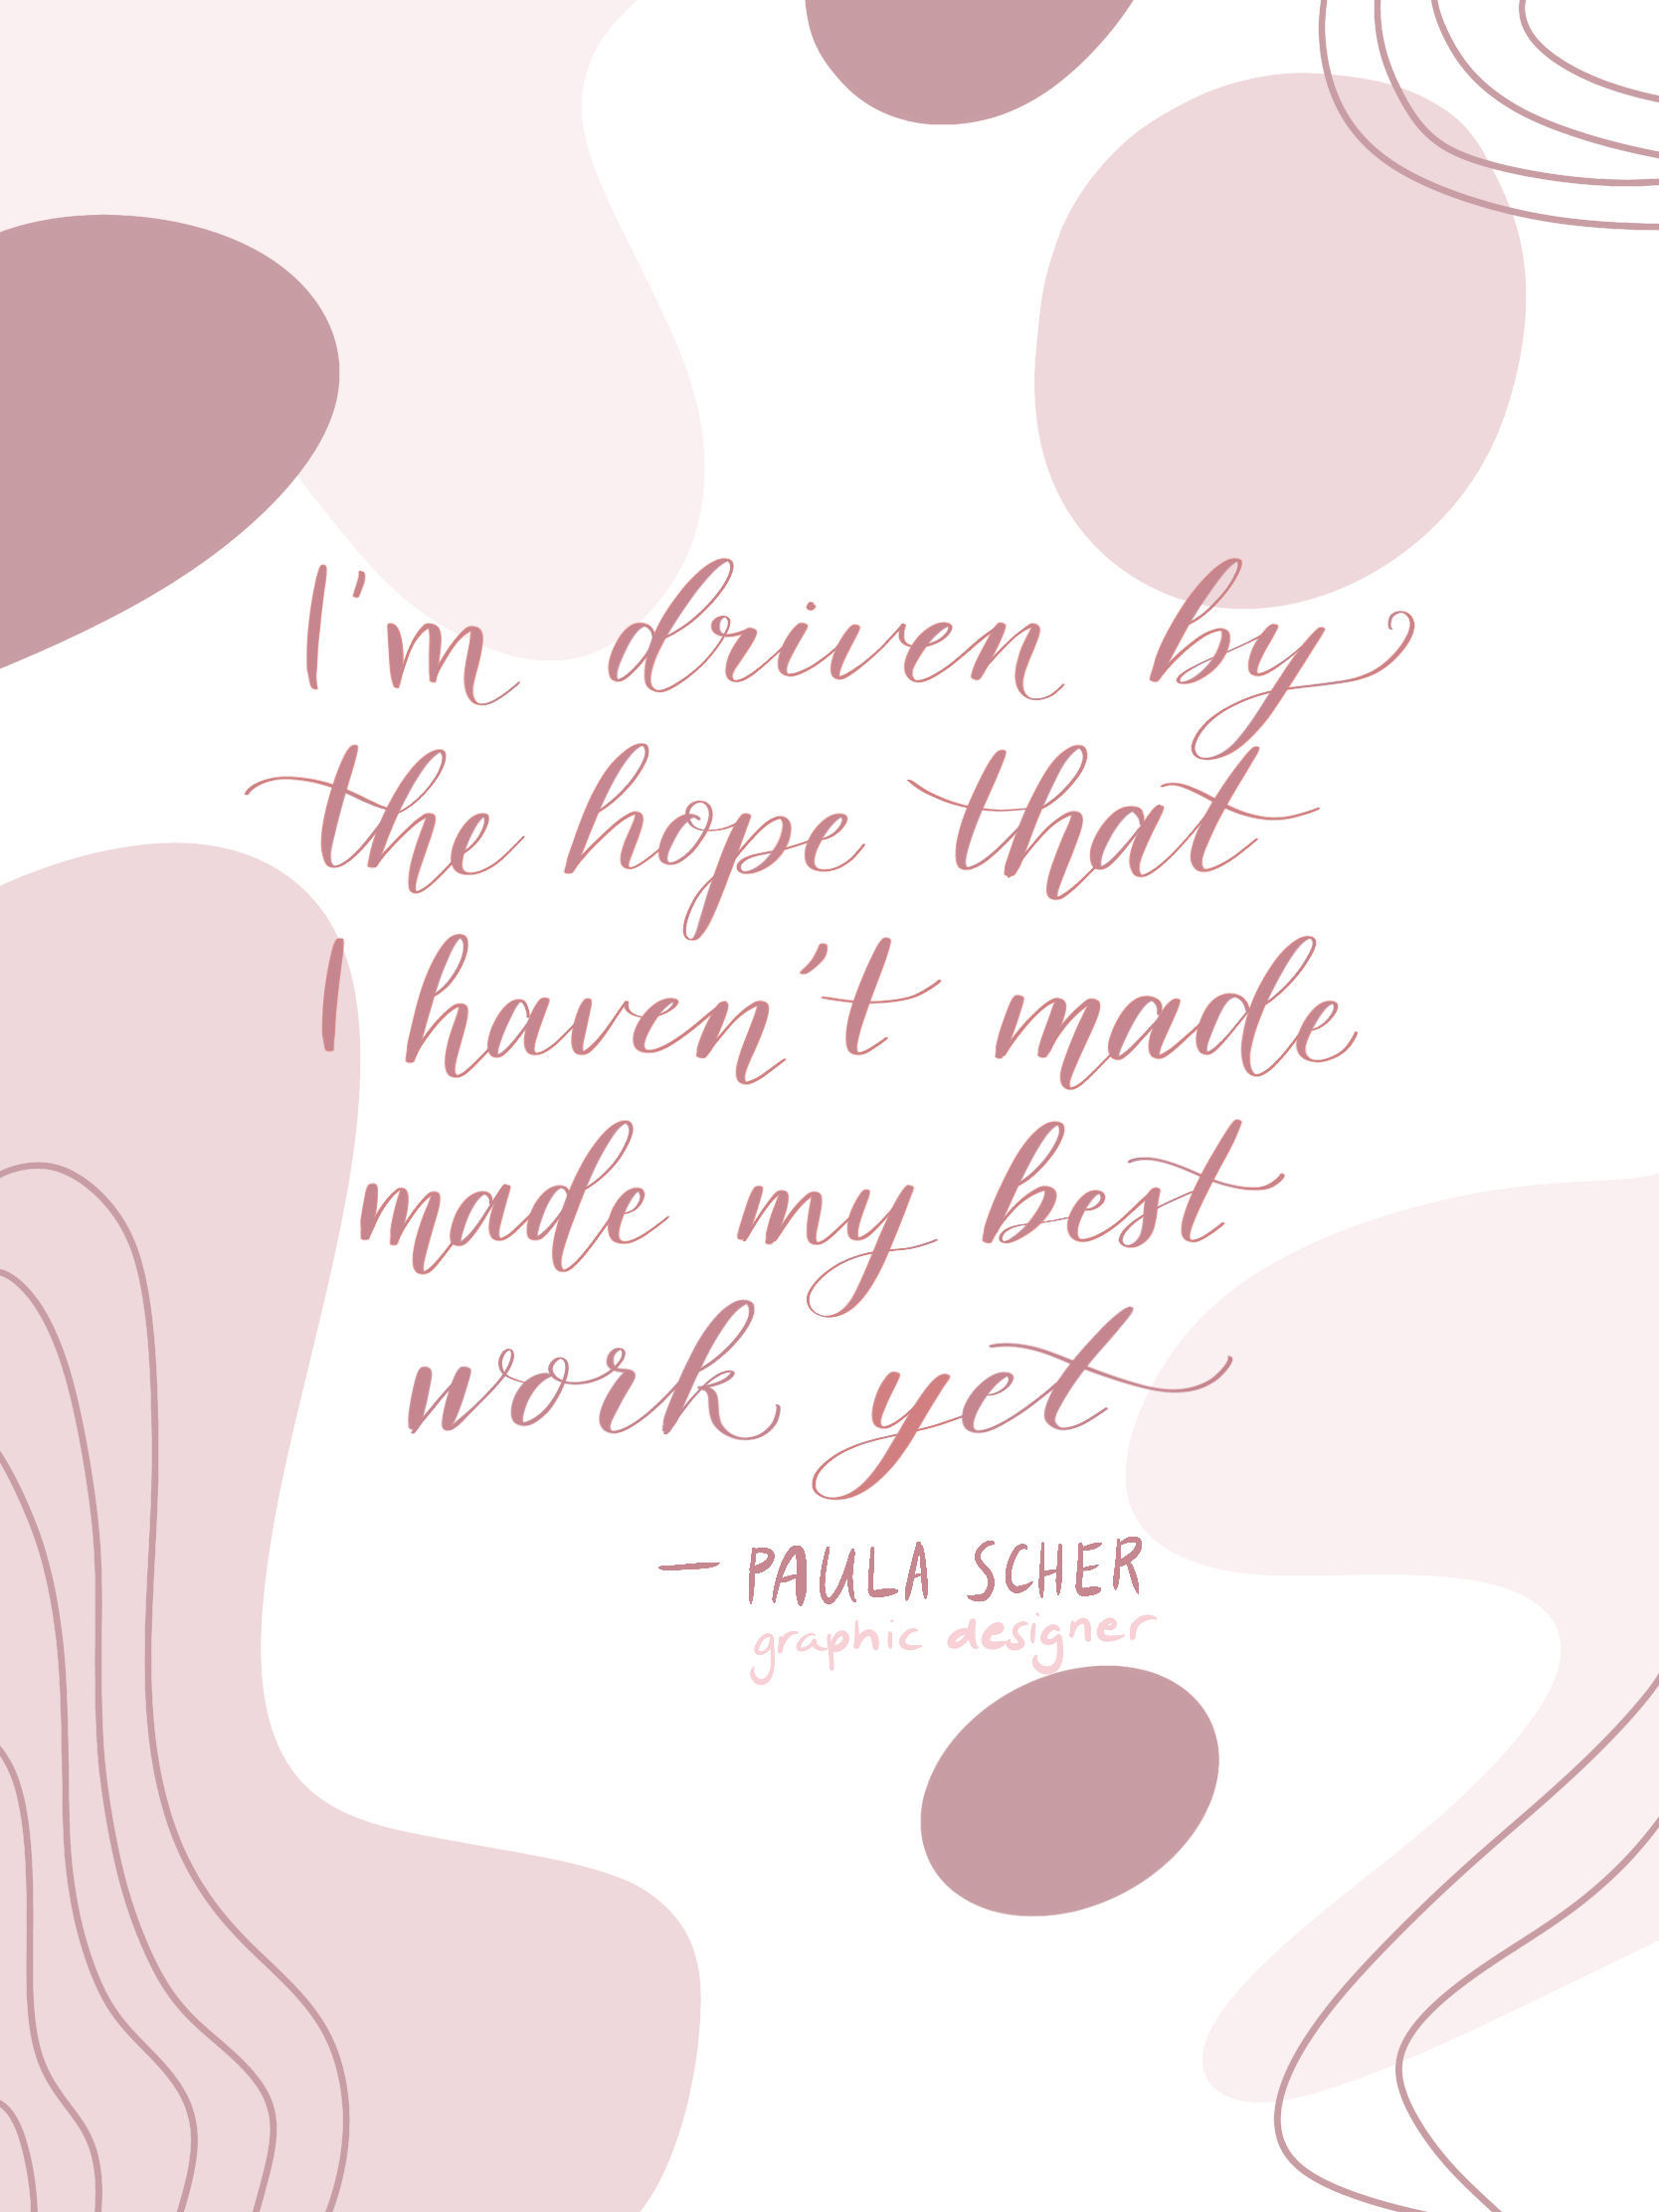 I'm driven by
the hope that
I haven't made
made my best
work yet
— PAULA SCHER
graphic designer